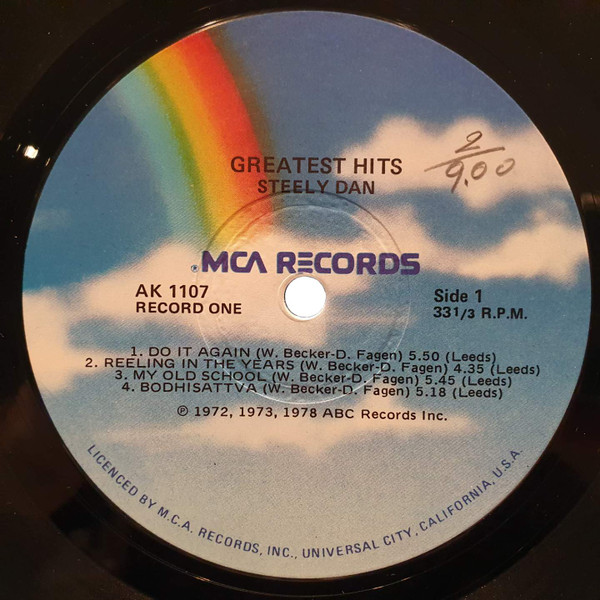 GREATEST HITS
STEELY DAN
2/9.00
MCA RECORDS
AK 1107
RECORD ONE
Side 1
33 1/3 R.P.M.
1. DO IT AGAIN (W. Becker-D. Fagen) 5.50 (Leeds)
2. REELING IN THE YEARS (W. Becker-D. Fagen) 4.35 (Leeds)
3. MY OLD SCHOOL (W. Becker-D. Fagen) 5.45 (Leeds)
4. BODHISATTVA (W. Becker-D. Fagen) 5.18 (Leeds)
℗ 1972, 1973, 1978 ABC Records Inc.
LICENCED BY M.C.A. RECORDS, INC., UNIVERSAL CITY, CALIFORNIA, U.S.A.